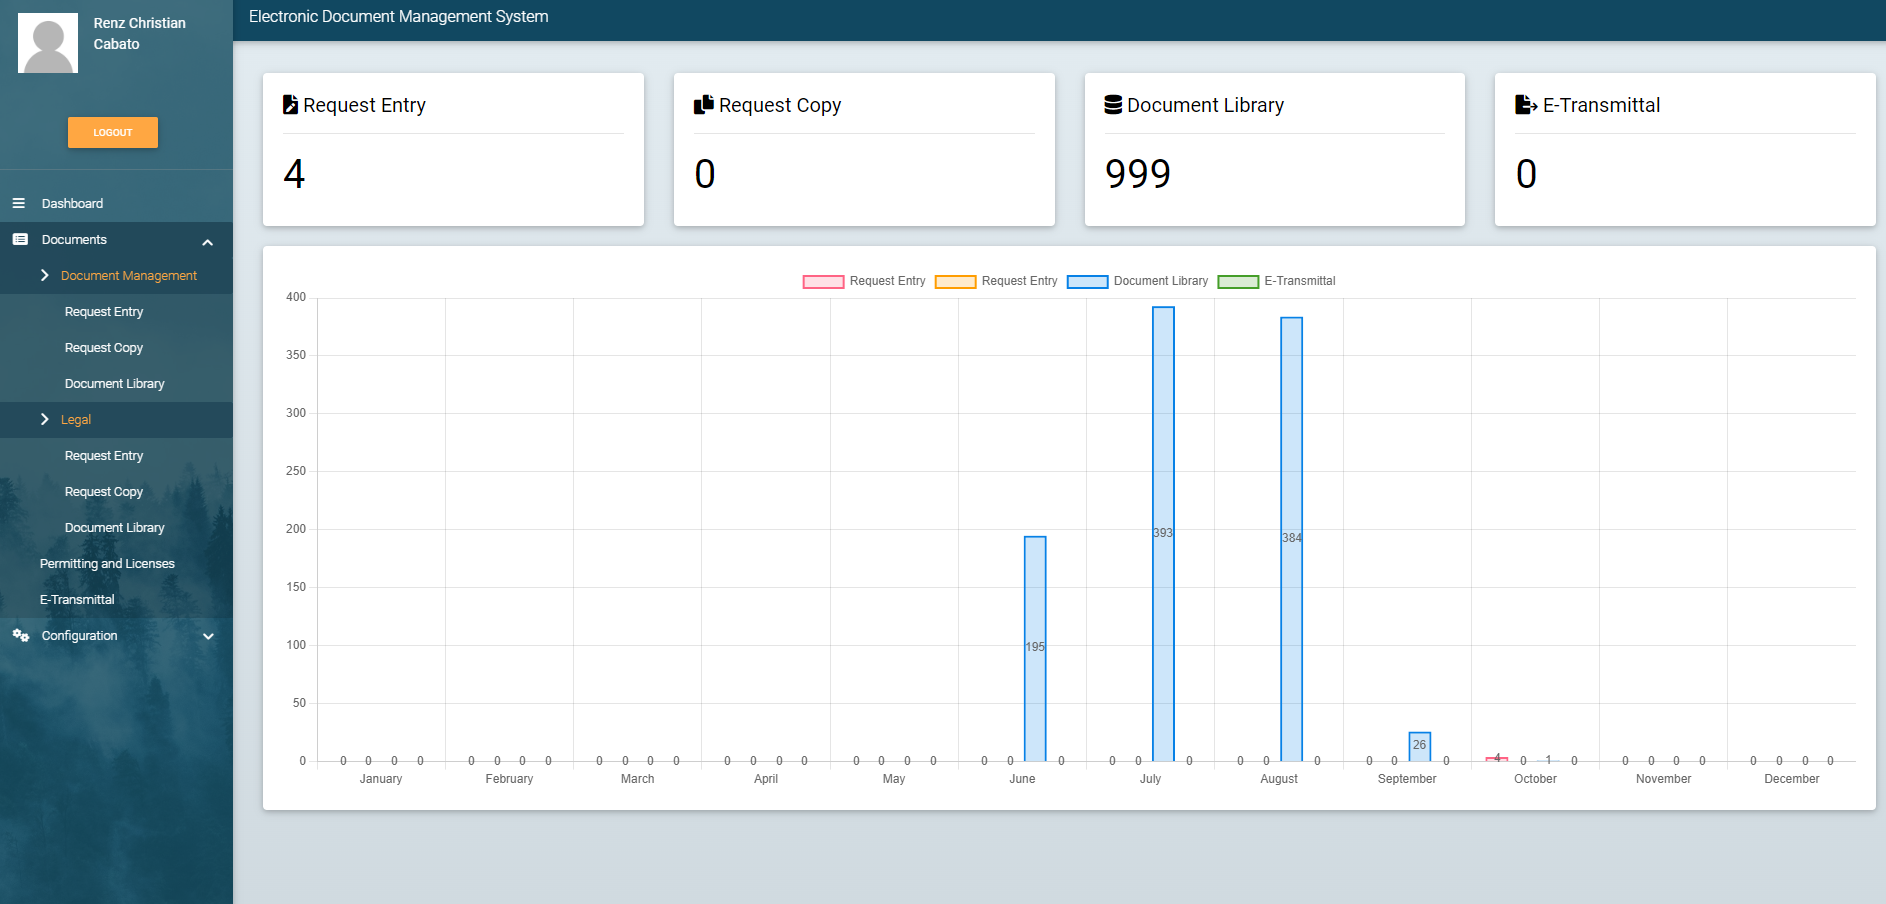 Renz Christian
Cabato
LOGOUT
Dashboard
Documents
Document Management
Request Entry
Request Copy
Document Library
Legal
Request Entry
Request Copy
Document Library
Permitting and Licenses
E-Transmittal
Configuration
Electronic Document Management System
Request Entry
4
Request Copy
0
Document Library
999
E-Transmittal
0
Request Entry Request Entry Document Library E-Transmittal
400
350
300
250
200
150
100
50
0
393
384
195
26
0 0 0 0 0 0 0 0 0 0 0 0 0 0 0 0 0 0 0 0 0 0 0 0 0 0 0 0 0 0 0 0 4 0 1 0 0 0 0 0 0 0 0 0
January February March April May June July August September October November December